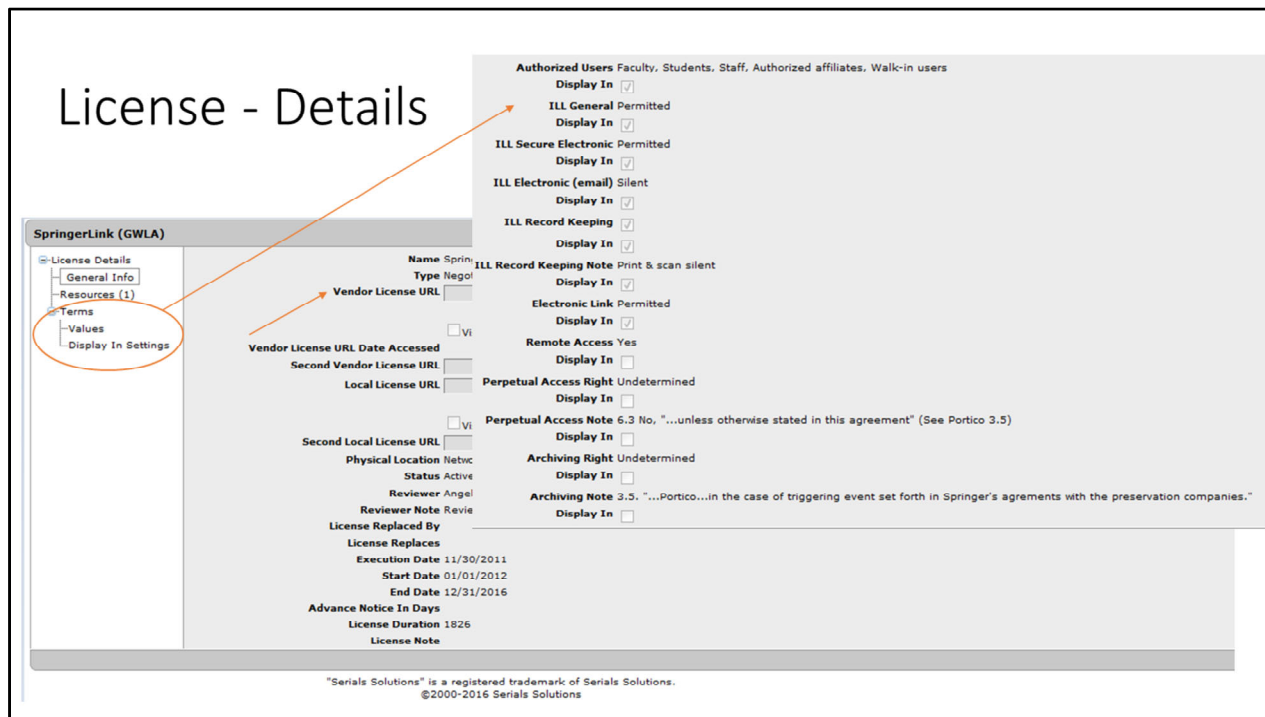 License - Details
Authorized Users Faculty, Students, Staff, Authorized affiliates, Walk-in users
Display In
ILL General Permitted
Display In
ILL Secure Electronic Permitted
Display In
ILL Electronic (email) Silent
Display In
ILL Record Keeping
Display In
ILL Record Keeping Note Print & scan silent
Display In
Electronic Link Permitted
Display In
Remote Access Yes
Display In
Perpetual Access Right Undetermined
Display In
Perpetual Access Note 6.3 No, "...unless otherwise stated in this agreement" (See Portico 3.5)
Display In
Archiving Right Undetermined
Display In
Archiving Note 3.5. "...Portico...in the case of triggering event set forth in Springer's agrements with the preservation companies."
Display In
SpringerLink (GWLA)
License Details
General Info
Resources (1)
Terms
Values
Display In Settings
Name
Type
Vendor License URL
Vendor License URL Date Accessed
Second Vendor License URL
Local License URL
Second Local License URL
Physical Location
Status Active
Reviewer
Reviewer Note
License Replaced By
License Replaces
Execution Date 11/30/2011
Start Date 01/01/2012
End Date 12/31/2016
Advance Notice In Days
License Duration 1826
License Note
"Serials Solutions" is a registered trademark of Serials Solutions.
©2000-2016 Serials Solutions